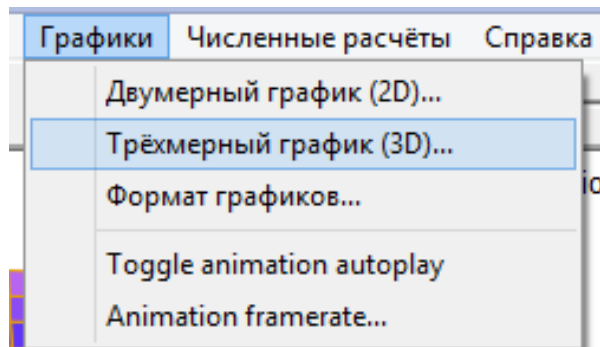 Графики Численные расчёты Справка
Двумерный график (2D)...
Трёхмерный график (3D)...
Формат графиков...
Toggle animation autoplay
Animation framerate...